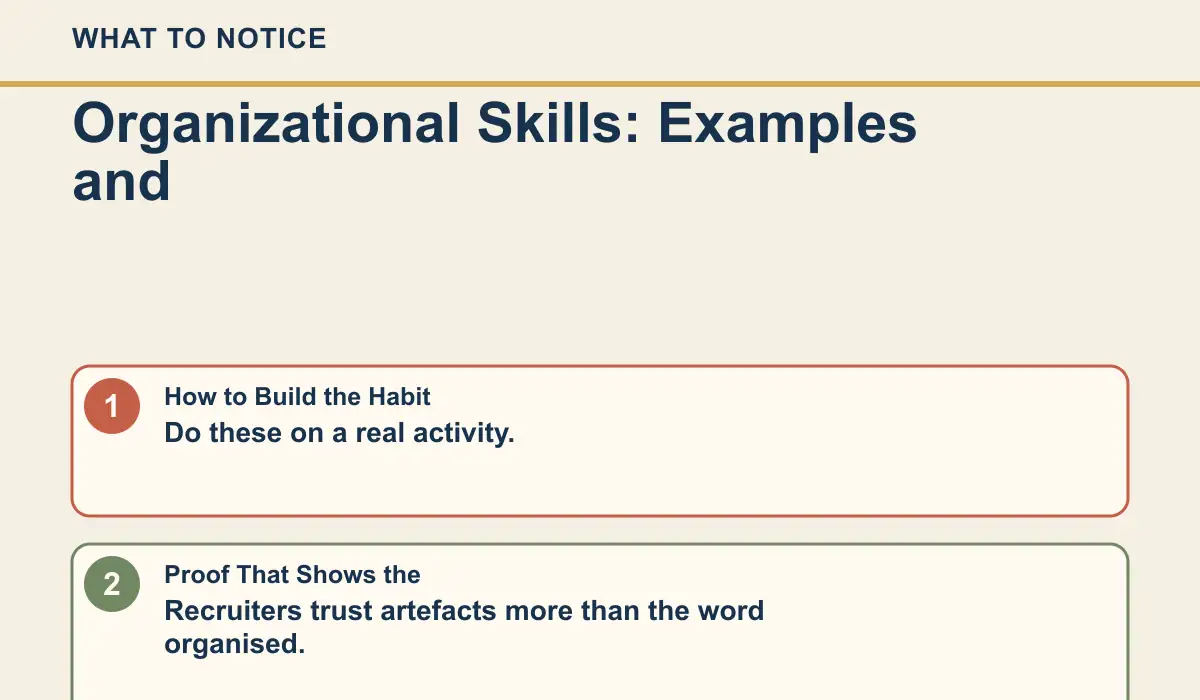 WHAT TO NOTICE
Organizational Skills: Examples
and
1
How to Build the Habit
Do these on a real activity.
2
Proof That Shows the
Recruiters trust artefacts more than the word
organised.